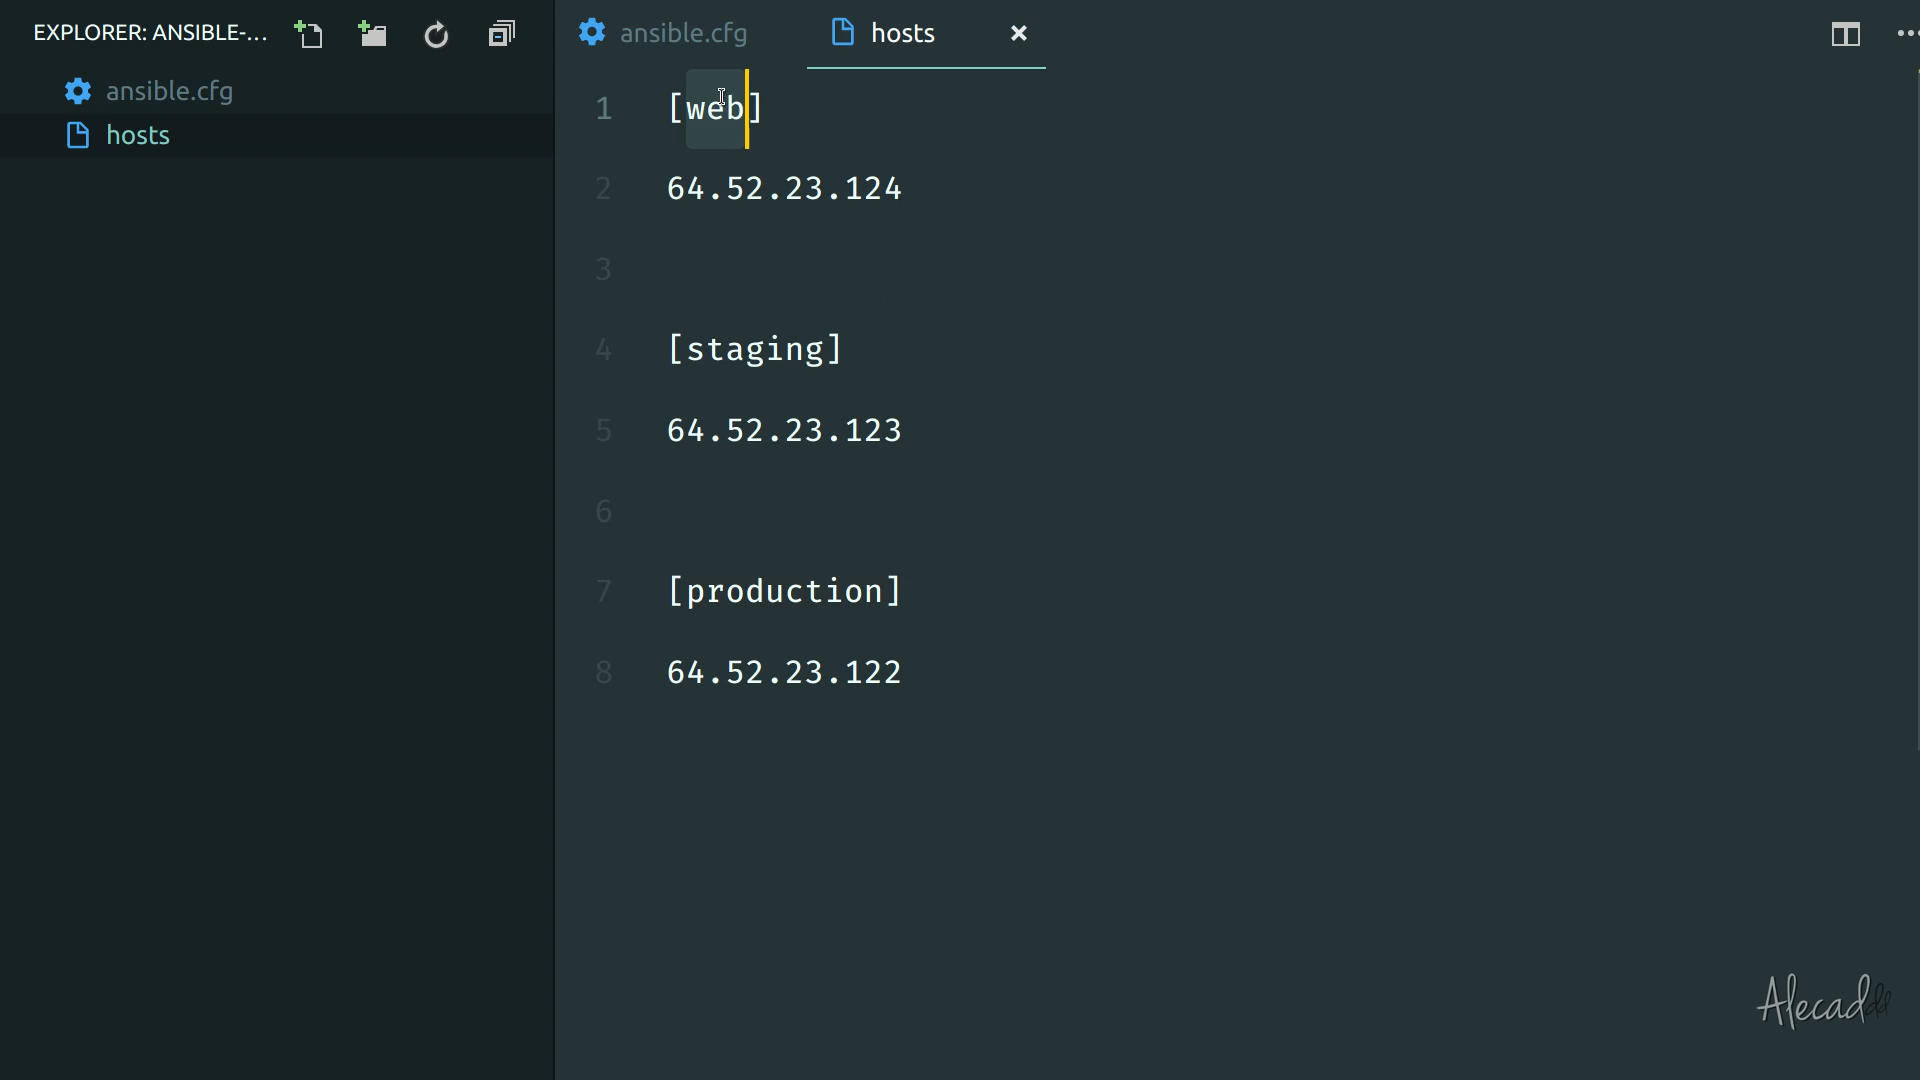 EXPLORER: ANSIBLE-...
ansible.cfg
hosts
ansible.cfg
hosts
1 [web]
2 64.52.23.124
3
4 [staging]
5 64.52.23.123
6
7 [production]
8 64.52.23.122
Alecaddd